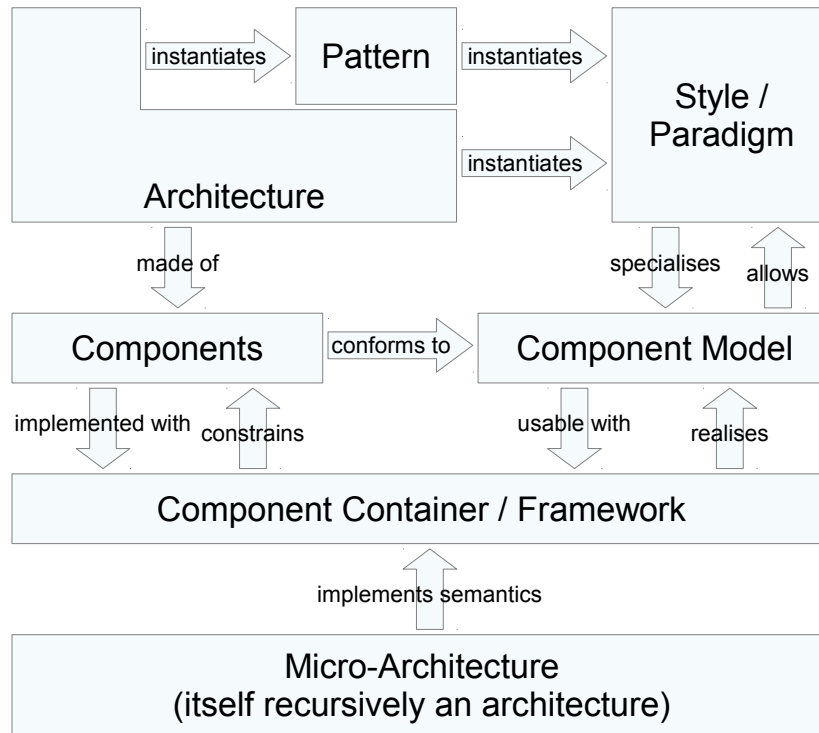 instantiates
Pattern
instantiates
Style /
Paradigm
instantiates
Architecture
made of
specialises
allows
Components
conforms to
Component Model
implemented with
constrains
usable with
realises
Component Container / Framework
implements semantics
Micro-Architecture
(itself recursively an architecture)